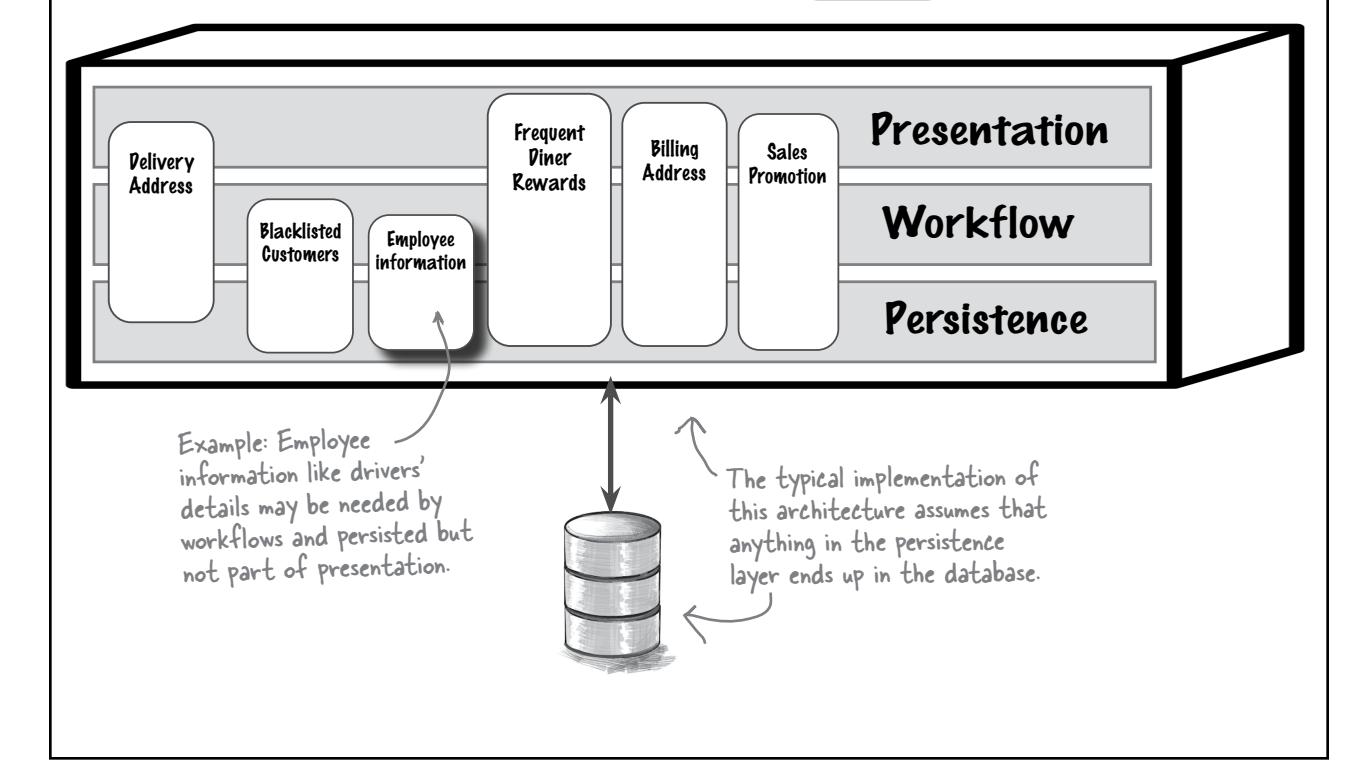 Delivery
Address
Blacklisted
Customers
Employee
information
Frequent
Diner
Rewards
Billing
Address
Sales
Promotion
Presentation
Workflow
Persistence
Example: Employee
information like drivers'
details may be needed by
workflows and persisted but
not part of presentation.
The typical implementation of
this architecture assumes that
anything in the persistence
layer ends up in the database.